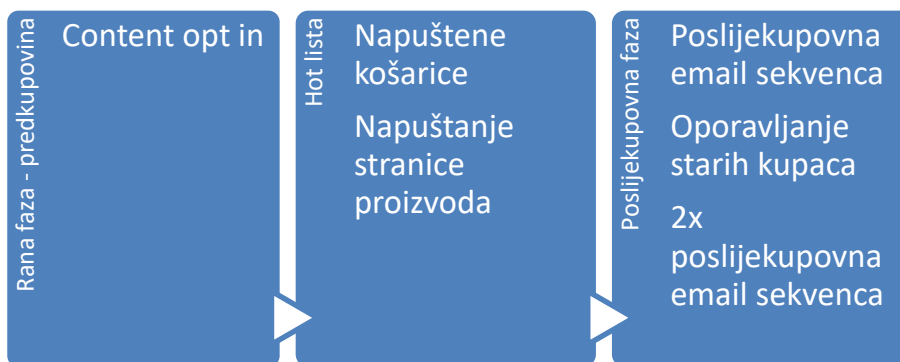 Rana faza - predkupovina
Content opt in
Hot lista
Napuštene
košarice
Napuštanje
stranice
proizvoda
Poslijekupovna faza
Poslijekupovna
email sekvenca
Oporavljanje
starih kupaca
2x
poslijekupovna
email sekvenca